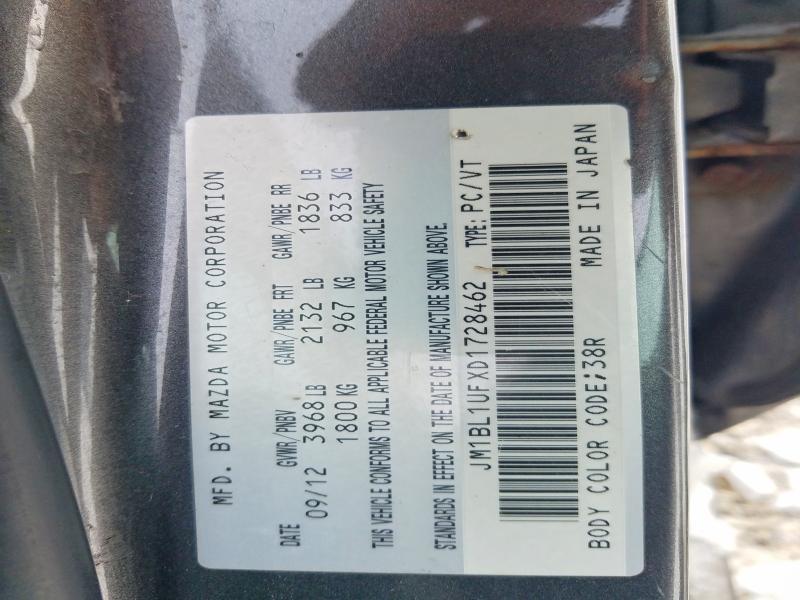 MFD. BY MAZDA MOTOR CORPORATION
DATE GVWR/PNBV GAWR/PNBE FRT GAWR/PNBE RR
09/12 3968 LB 2132 LB 1836 LB
1800 KG 967 KG 833 KG
THIS VEHICLE CONFORMS TO ALL APPLICABLE FEDERAL MOTOR VEHICLE SAFETY
STANDARDS IN EFFECT ON THE DATE OF MANUFACTURE SHOWN ABOVE.
JM1BL1UFXD1728462 TYPE: PC/VT
BODY COLOR CODE;38R MADE IN JAPAN